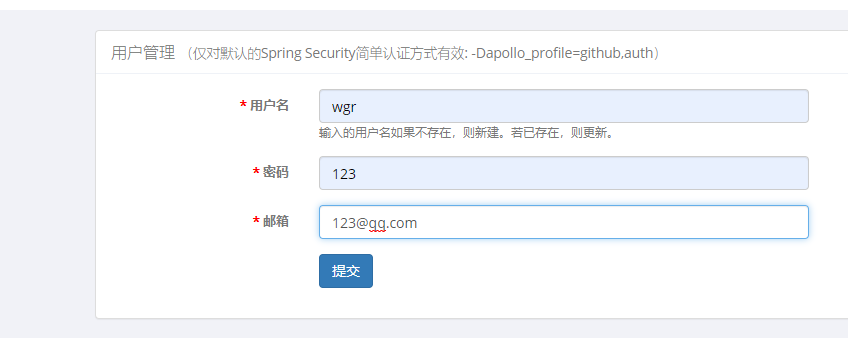 用户管理 （仅对默认的Spring Security简单认证方式有效: -Dapollo_profile=github,auth）
* 用户名
wgr
输入的用户名如果不存在，则新建。若已存在，则更新。
* 密码
123
* 邮箱
123@qq.com
提交